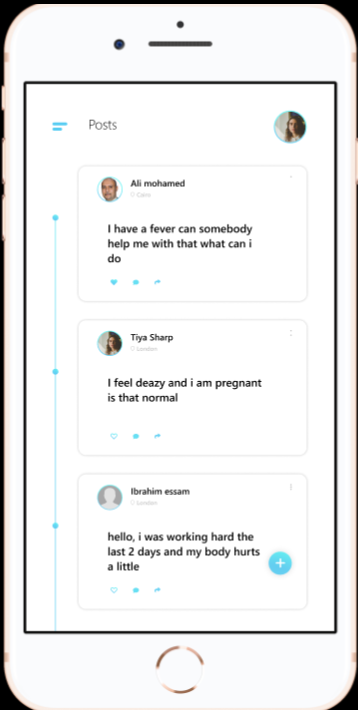 Posts
Ali mohamed
Cairo
I have a fever can somebody
help me with that what can i
do
Tiya Sharp
London
I feel deazy and i am pregnant
is that normal
Ibrahim essam
London
hello, i was working hard the
last 2 days and my body hurts
a little